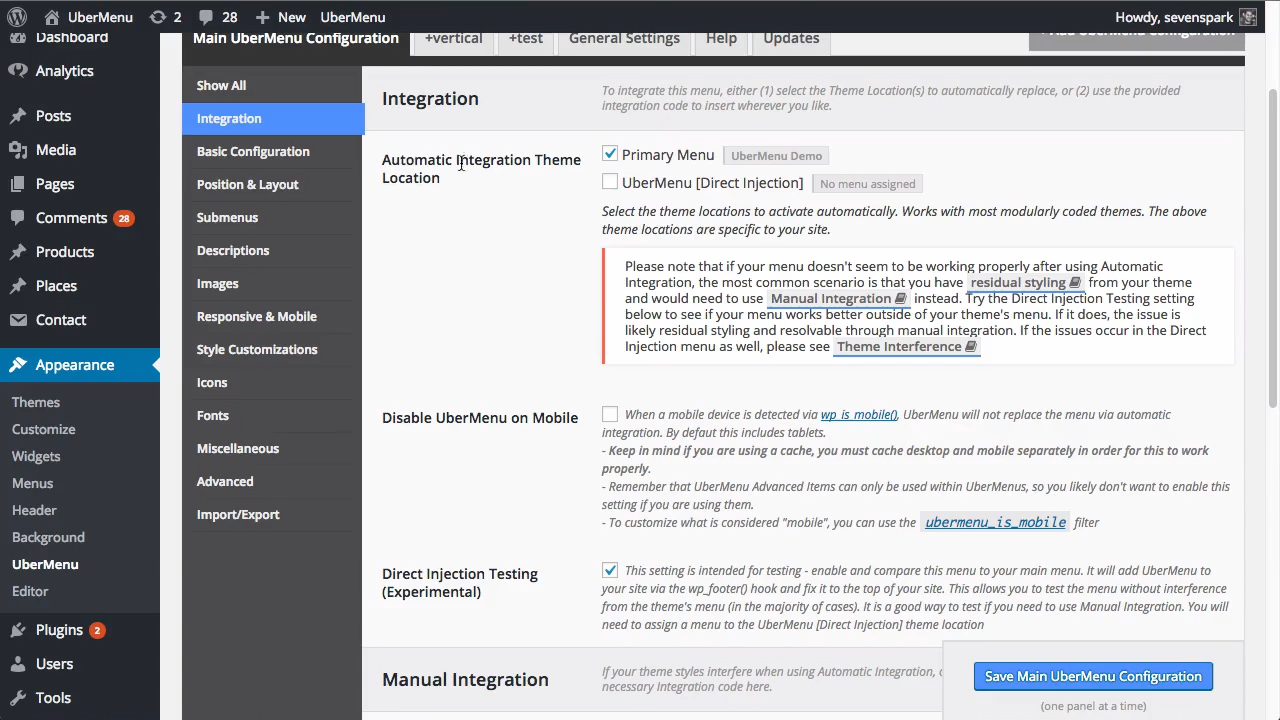 UberMenu 2 28 New UberMenu Howdy, sevenspark
Dashboard
Analytics
Posts
Media
Pages
Comments 28
Products
Places
Contact
Appearance
Themes
Customize
Widgets
Menus
Header
Background
UberMenu
Editor
Plugins 2
Users
Tools
Main UberMenu Configuration +vertical +test General Settings Help Updates + Add UberMenu Configuration
Show All
Integration
Basic Configuration
Position & Layout
Submenus
Descriptions
Images
Responsive & Mobile
Style Customizations
Icons
Fonts
Miscellaneous
Advanced
Import/Export
Integration
To integrate this menu, either (1) select the Theme Location(s) to automatically replace, or (2) use the provided
integration code to insert wherever you like.
Automatic Integration Theme
Location
Primary Menu UberMenu Demo
UberMenu [Direct Injection] No menu assigned
Select the theme locations to activate automatically. Works with most modularly coded themes. The above
theme locations are specific to your site.
Please note that if your menu doesn't seem to be working properly after using Automatic
Integration, the most common scenario is that you have residual styling from your theme
and would need to use Manual Integration instead. Try the Direct Injection Testing setting
below to see if your menu works better outside of your theme's menu. If it does, the issue is
likely residual styling and resolvable through manual integration. If the issues occur in the Direct
Injection menu as well, please see Theme Interference
Disable UberMenu on Mobile
When a mobile device is detected via wp_is_mobile(), UberMenu will not replace the menu via automatic
integration. By defaut this includes tablets.
- Keep in mind if you are using a cache, you must cache desktop and mobile separately in order for this to work
properly.
- Remember that UberMenu Advanced Items can only be used within UberMenus, so you likely don't want to enable this
setting if you are using them.
- To customize what is considered "mobile", you can use the ubermenu_is_mobile filter
Direct Injection Testing
(Experimental)
This setting is intended for testing - enable and compare this menu to your main menu. It will add UberMenu to
your site via the wp_footer() hook and fix it to the top of your site. This allows you to test the menu without interference
from the theme's menu (in the majority of cases). It is a good way to test if you need to use Manual Integration. You will
need to assign a menu to the UberMenu [Direct Injection] theme location
Manual Integration
If your theme styles interfere when using Automatic Integration,
necessary Integration code here.
Save Main UberMenu Configuration
(one panel at a time)